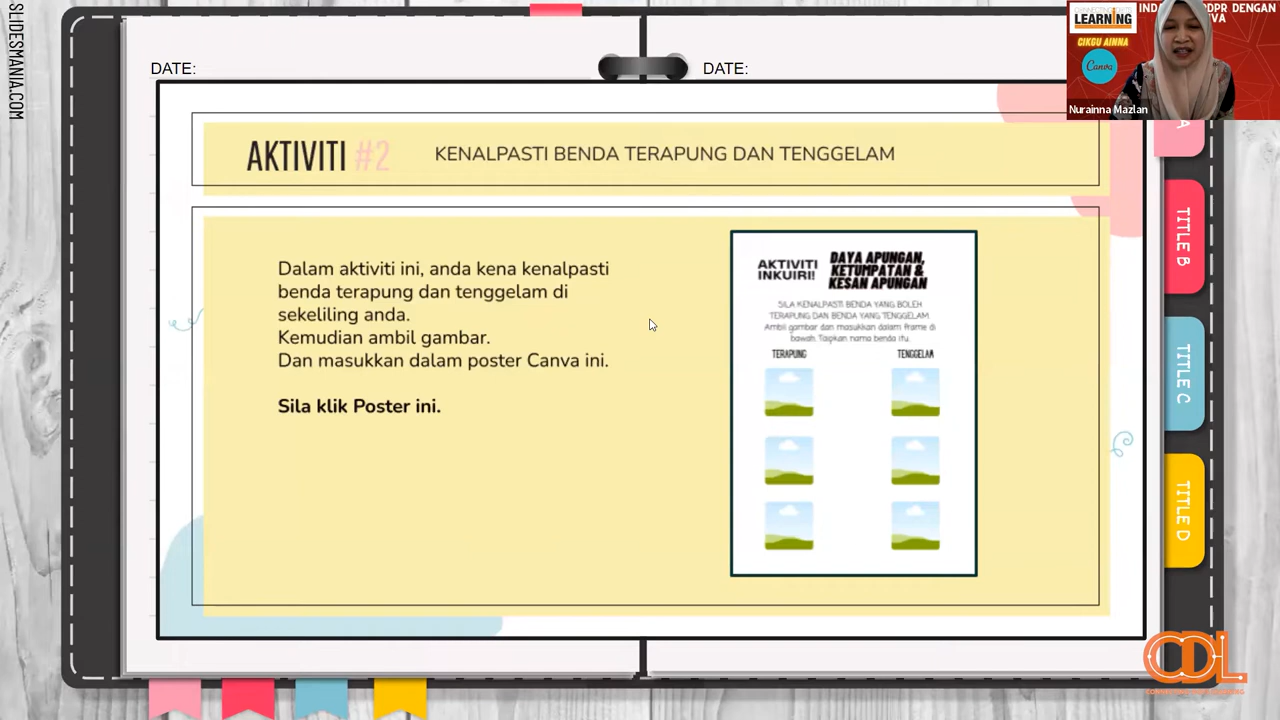 SLIDESMANIA.COM
DATE:
DATE:
LEARNING
CIKGU AINNA
Canva
DPR DENGAN
Nurainna Mazlan
AKTIVITI #2
KENALPASTI BENDA TERAPUNG DAN TENGGELAM
Dalam aktiviti ini, anda kena kenalpasti
benda terapung dan tenggelam di
sekeliling anda.
Kemudian ambil gambar.
Dan masukkan dalam poster Canva ini.
Sila klik Poster ini.
AKTIVITI
INKUIRI!
DAYA APUNGAN,
KETUMPATAN &
KESAN APUNGAN
SILA KENALPASTI BENDA YANG BOLEH
TERAPUNG DAN BENDA YANG TENGGELAM.
Ambil gambar dan masukkan dalam frame di
bawah. Taipkan nama benda itu.
TERAPUNG
TENGGELAM
A
TITLE B
TITLE C
TITLE D
CDL